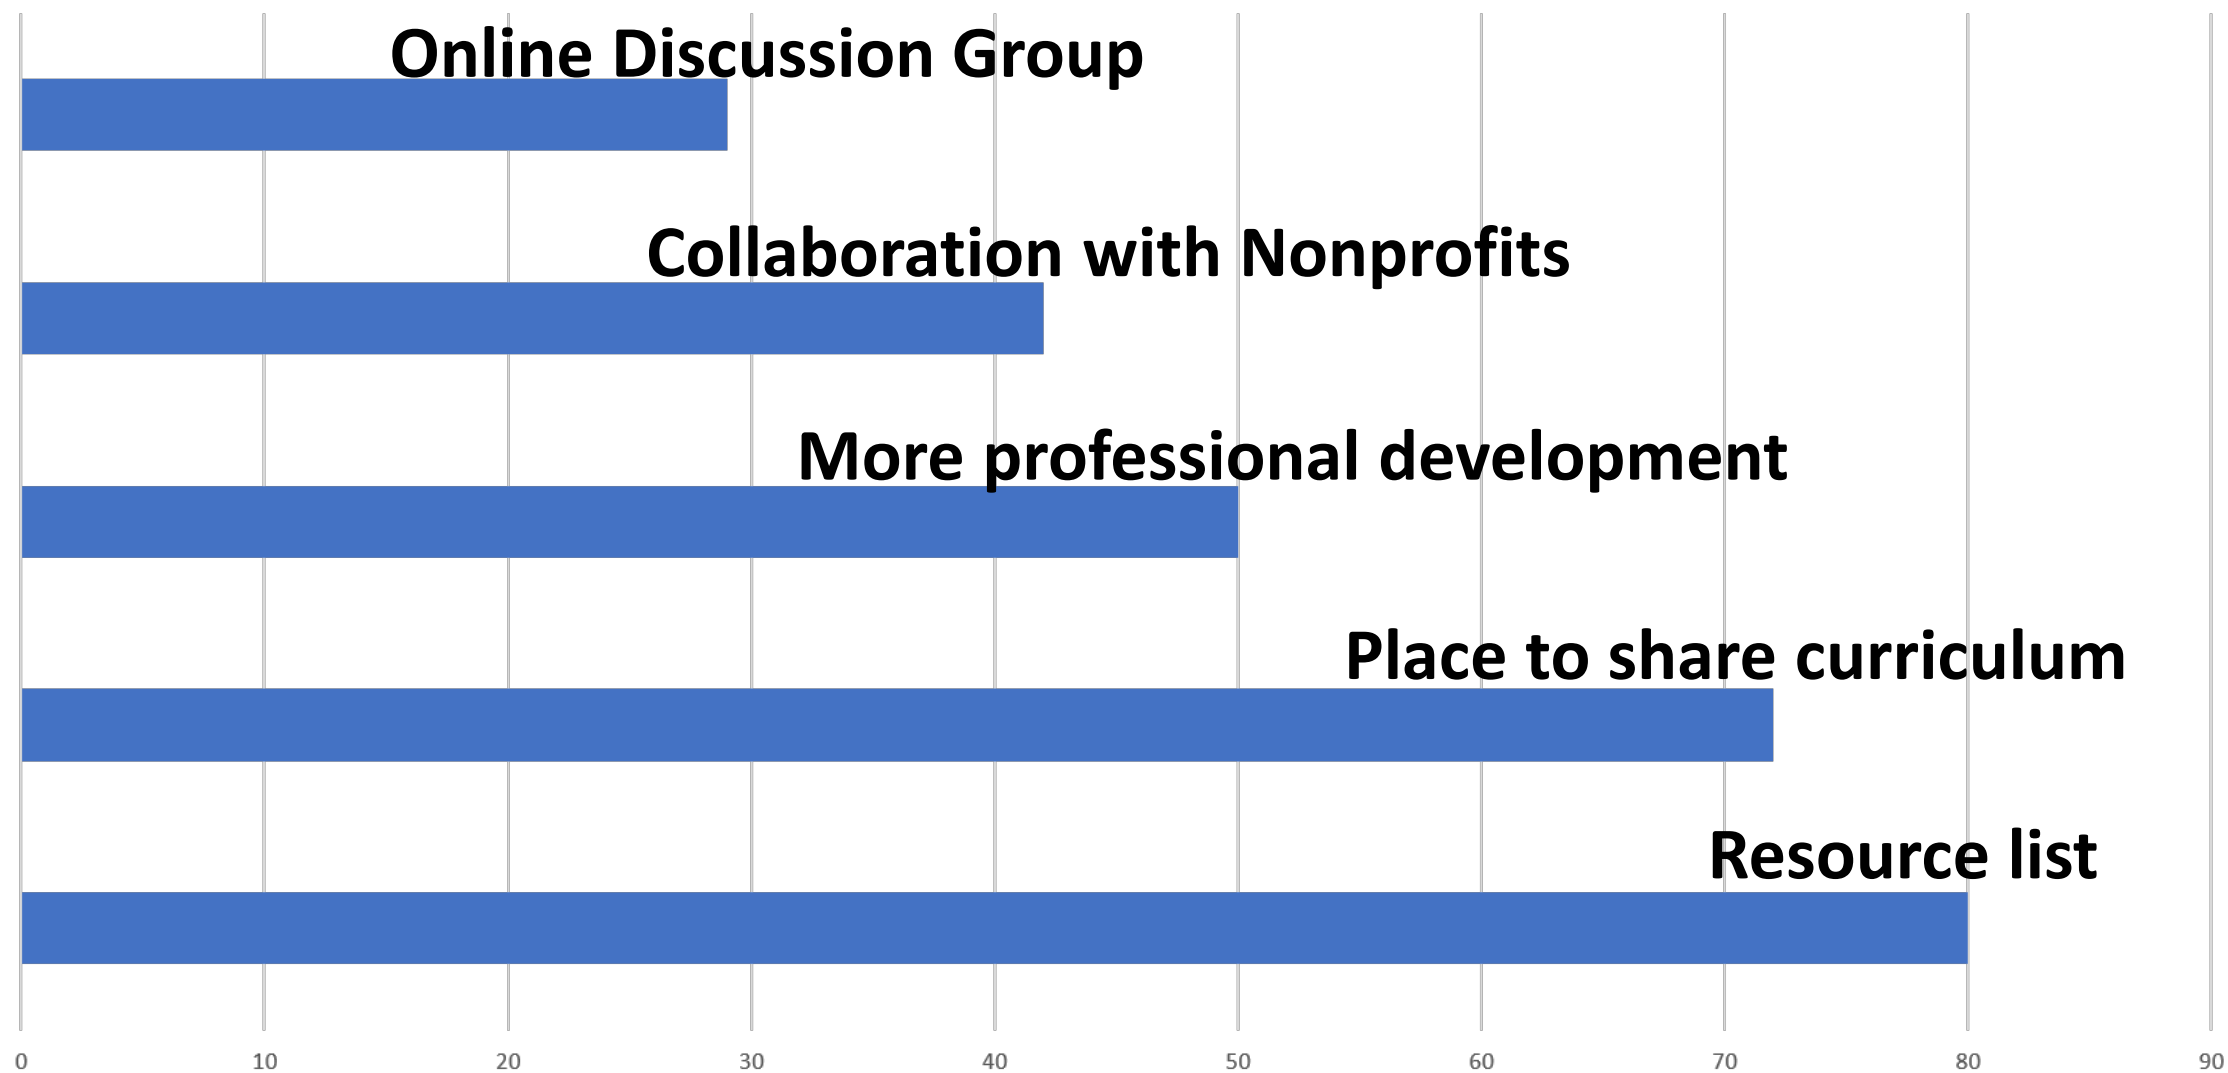 Online Discussion Group
Collaboration with Nonprofits
More professional development
Place to share curriculum
Resource list
0 10 20 30 40 50 60 70 80 90